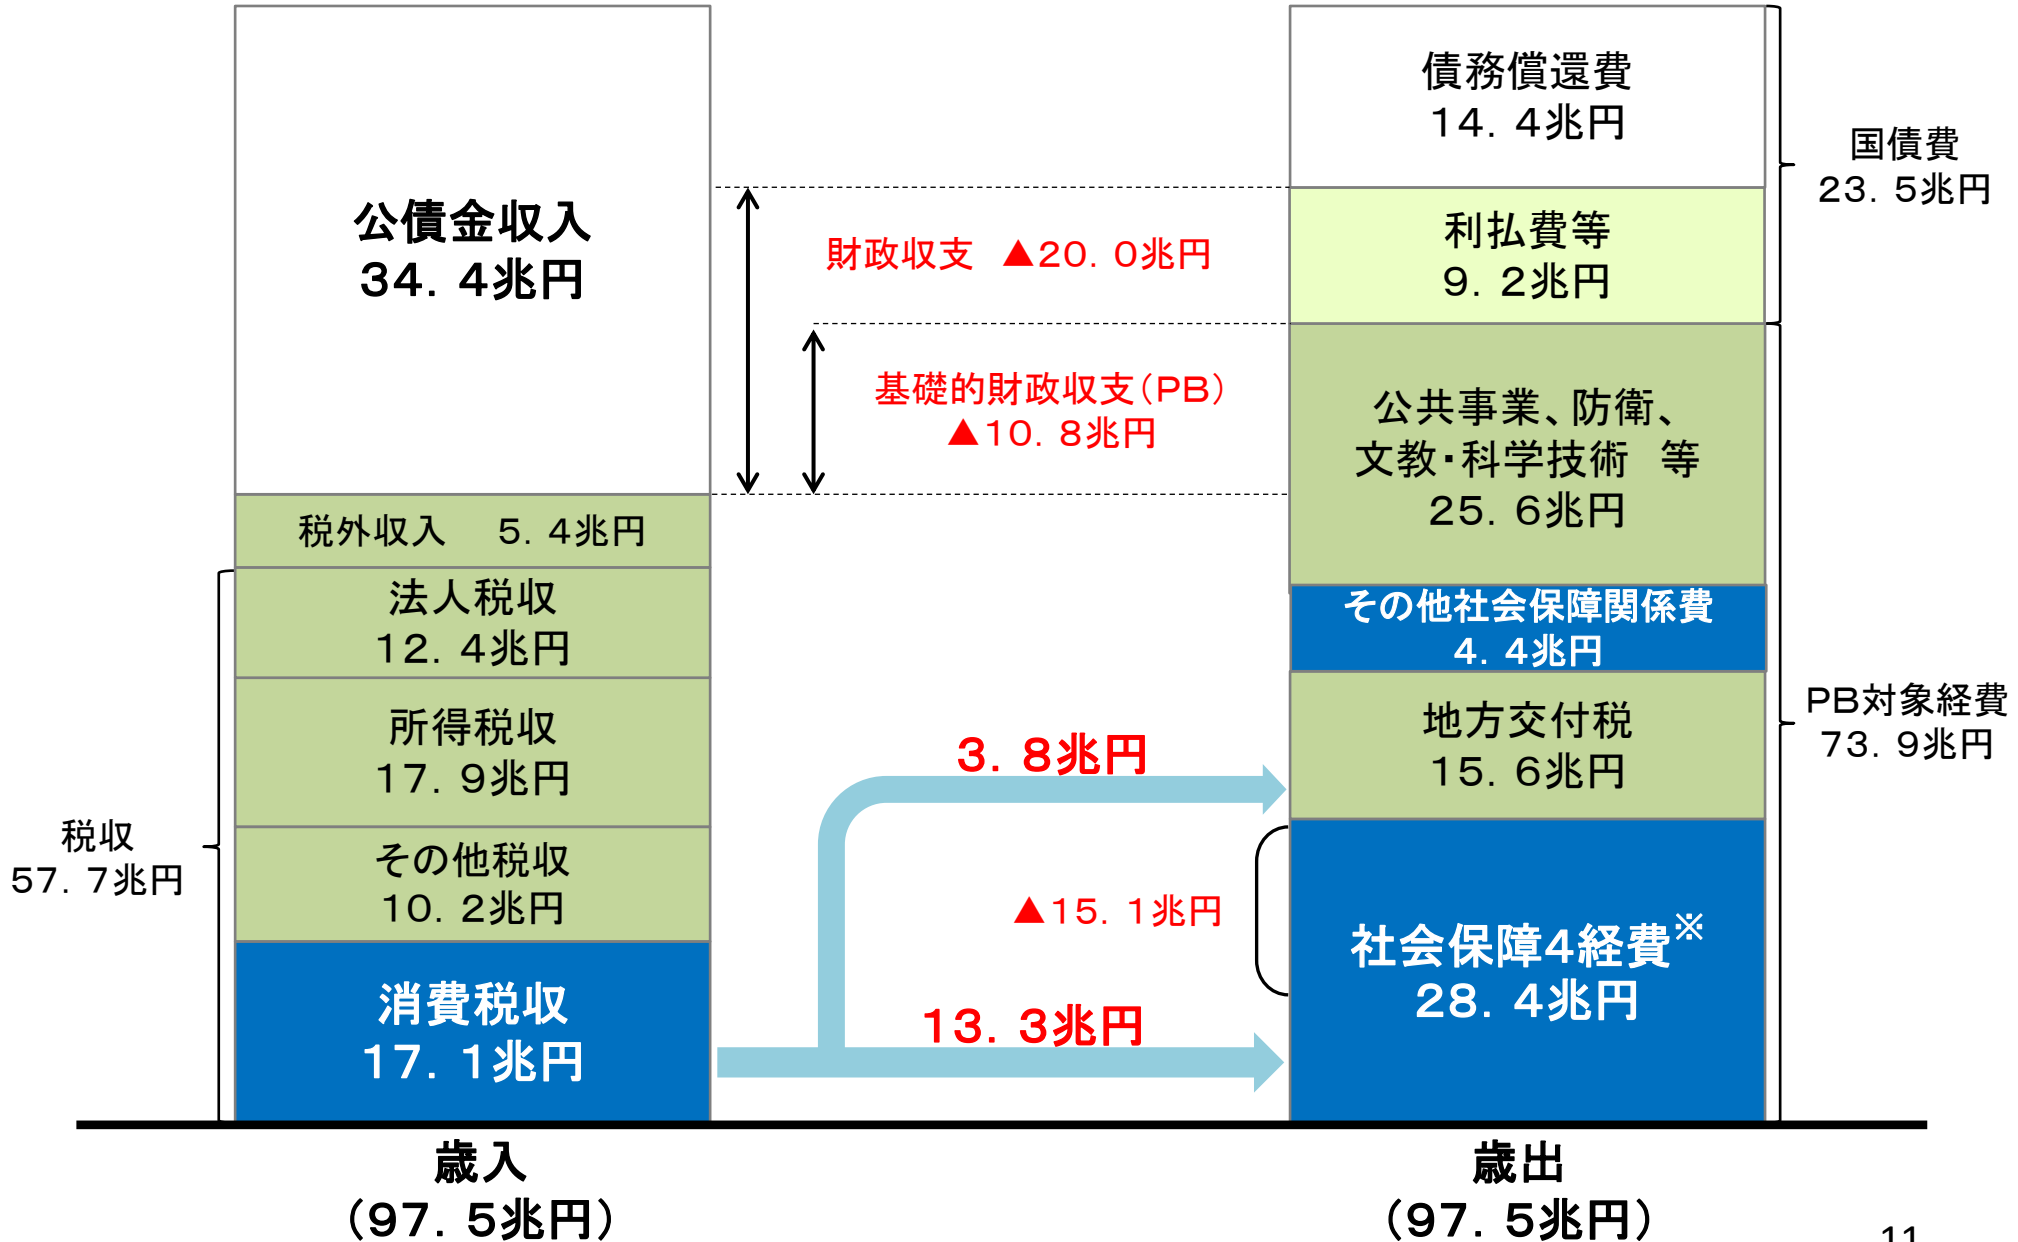 公債金収入
34．4兆円
税外収入　5．4兆円
法人税収
12．4兆円
所得税収
17．9兆円
その他税収
10．2兆円
消費税収
17．1兆円
税収
57．7兆円
歳入
（97．5兆円）
財政収支　▲20．0兆円
基礎的財政収支（PB）
▲10．8兆円
3．8兆円
▲15．1兆円
13．3兆円
債務償還費
14．4兆円
利払費等
9．2兆円
公共事業、防衛、
文教・科学技術　等
25．6兆円
その他社会保障関係費
4．4兆円
地方交付税
15．6兆円
社会保障4経費※
28．4兆円
国債費
23．5兆円
PB対象経費
73．9兆円
歳出
（97．5兆円）
11